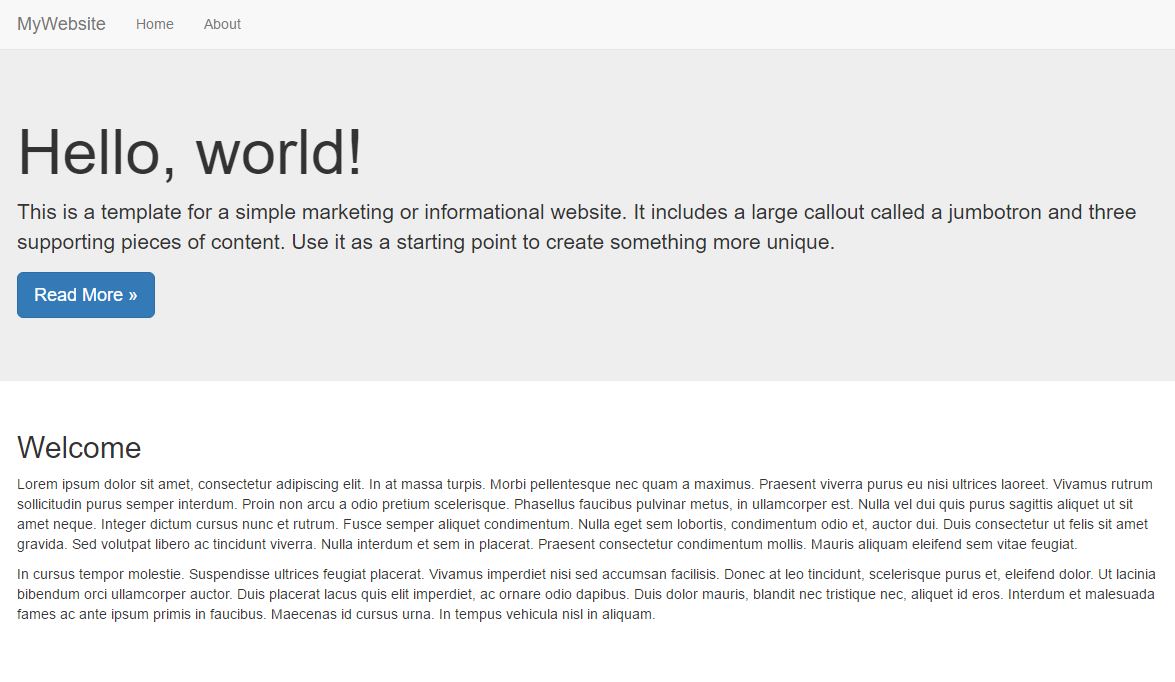 MyWebsite Home About
Hello, world!
This is a template for a simple marketing or informational website. It includes a large callout called a jumbotron and three
supporting pieces of content. Use it as a starting point to create something more unique.
Read More »
Welcome
Lorem ipsum dolor sit amet, consectetur adipiscing elit. In at massa turpis. Morbi pellentesque nec quam a maximus. Praesent viverra purus eu nisi ultrices laoreet. Vivamus rutrum
sollicitudin purus semper interdum. Proin non arcu a odio pretium scelerisque. Phasellus faucibus pulvinar metus, in ullamcorper est. Nulla vel dui quis purus sagittis aliquet ut sit
amet neque. Integer dictum cursus nunc et rutrum. Fusce semper aliquet condimentum. Nulla eget sem lobortis, condimentum odio et, auctor dui. Duis consectetur ut felis sit amet
gravida. Sed volutpat libero ac tincidunt viverra. Nulla interdum et sem in placerat. Praesent consectetur condimentum mollis. Mauris aliquam eleifend sem vitae feugiat.
In cursus tempor molestie. Suspendisse ultrices feugiat placerat. Vivamus imperdiet nisi sed accumsan facilisis. Donec at leo tincidunt, scelerisque purus et, eleifend dolor. Ut lacinia
bibendum orci ullamcorper auctor. Duis placerat lacus quis elit imperdiet, ac ornare odio dapibus. Duis dolor mauris, blandit nec tristique nec, aliquet id eros. Interdum et malesuada
fames ac ante ipsum primis in faucibus. Maecenas id cursus urna. In tempus vehicula nisl in aliquam.